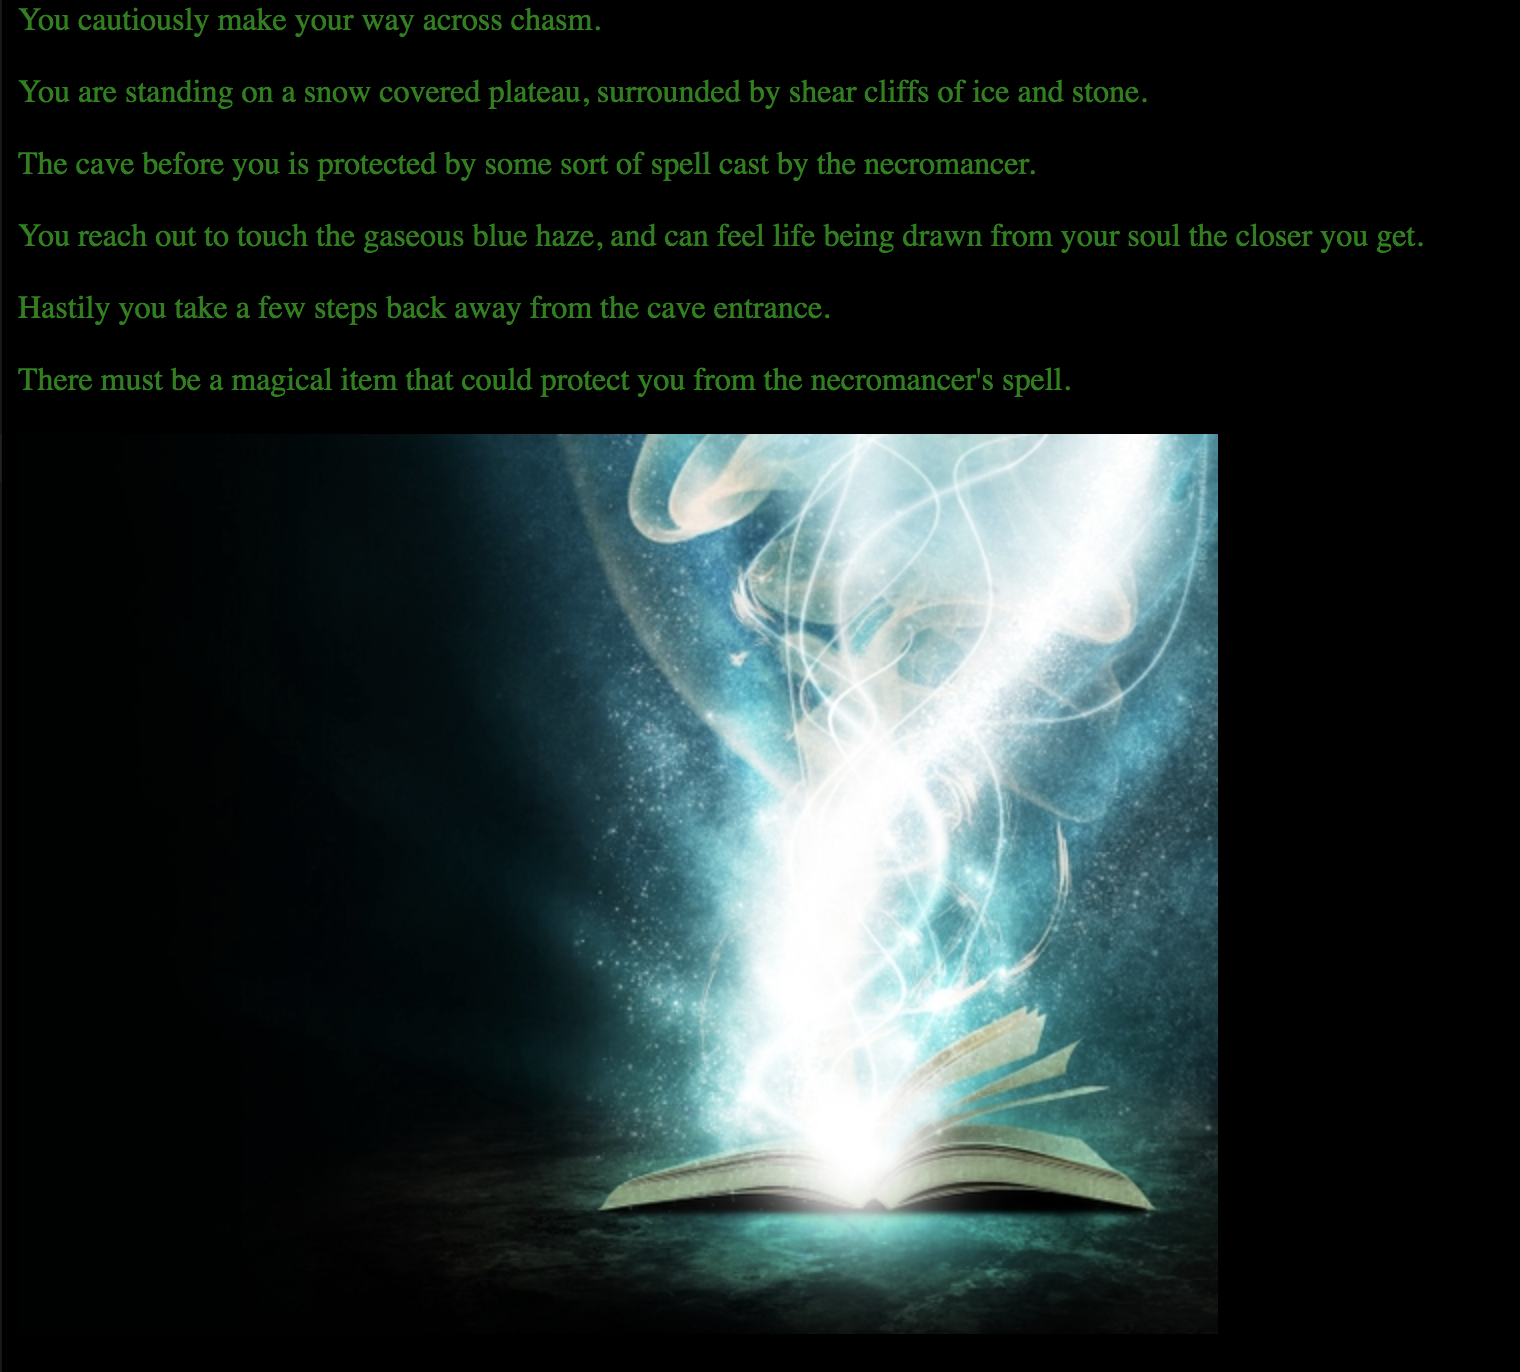 You cautiously make your way across chasm.
You are standing on a snow covered plateau, surrounded by shear cliffs of ice and stone.
The cave before you is protected by some sort of spell cast by the necromancer.
You reach out to touch the gaseous blue haze, and can feel life being drawn from your soul the closer you get.
Hastily you take a few steps back away from the cave entrance.
There must be a magical item that could protect you from the necromancer's spell.